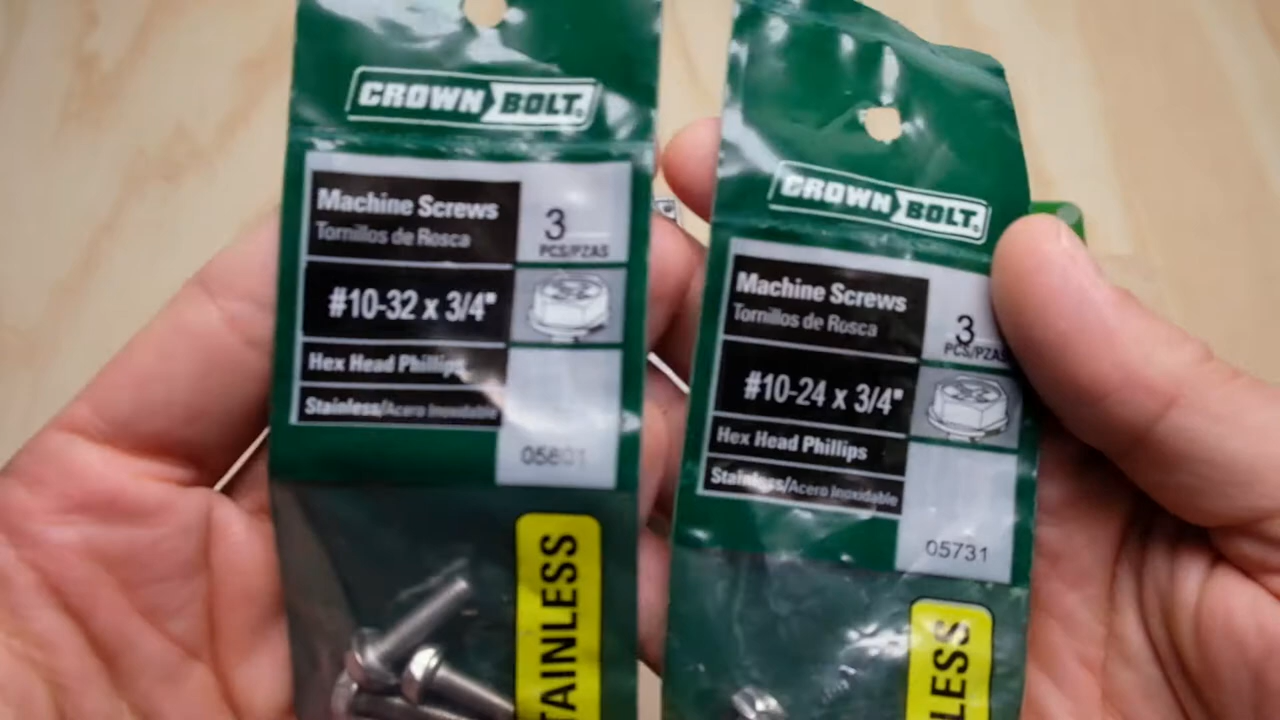 CROWN BOLT®
Machine Screws
Tornillos de Rosca
3
PCS/PZAS
#10-32 x 3/4"
Hex Head Phillips
Stainless/Acero Inoxidable
STAINLESS
CROWN BOLT®
Machine Screws
Tornillos de Rosca
3
PCS/PZAS
#10-24 x 3/4"
Hex Head Phillips
Stainless/Acero Inoxidable
05731
LESS